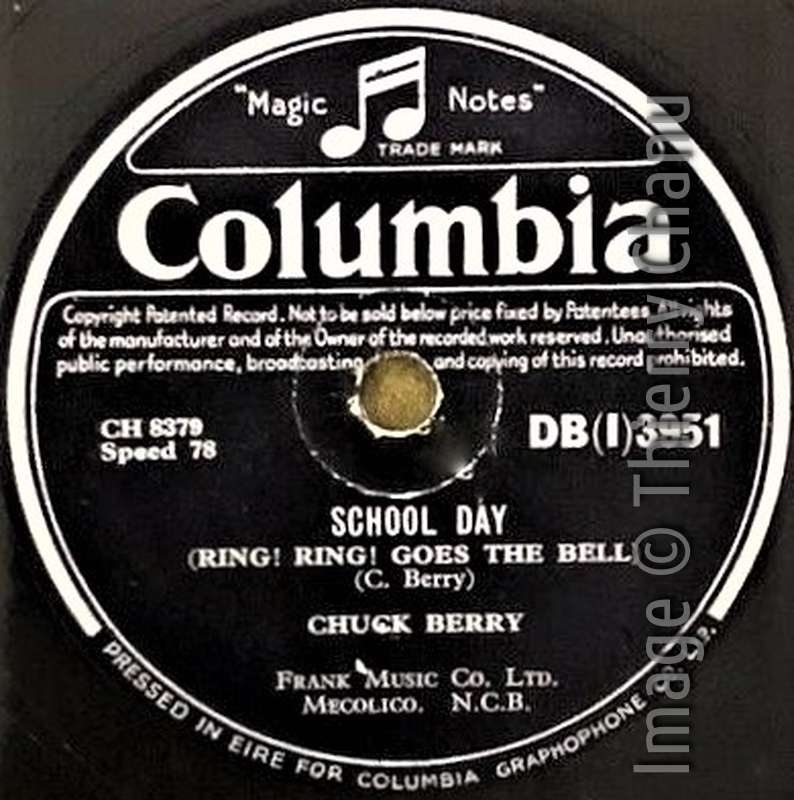 "Magic Notes"
TRADE MARK
Columbia
Copyright Patented Record. Not to be sold below price fixed by Patentees. All rights
of the manufacturer and of the Owner of the recorded work reserved. Unauthorised
public performance, broadcasting and copying of this record prohibited.
CH 8379
Speed 78
DB(I)3951
SCHOOL DAY
(RING! RING! GOES THE BELL)
(C. Berry)
CHUCK BERRY
FRANK MUSIC CO. LTD.
MECOLICO. N.C.B.
PRESSED IN EIRE FOR COLUMBIA GRAPHOPHONE
Image © Thierry Chanu